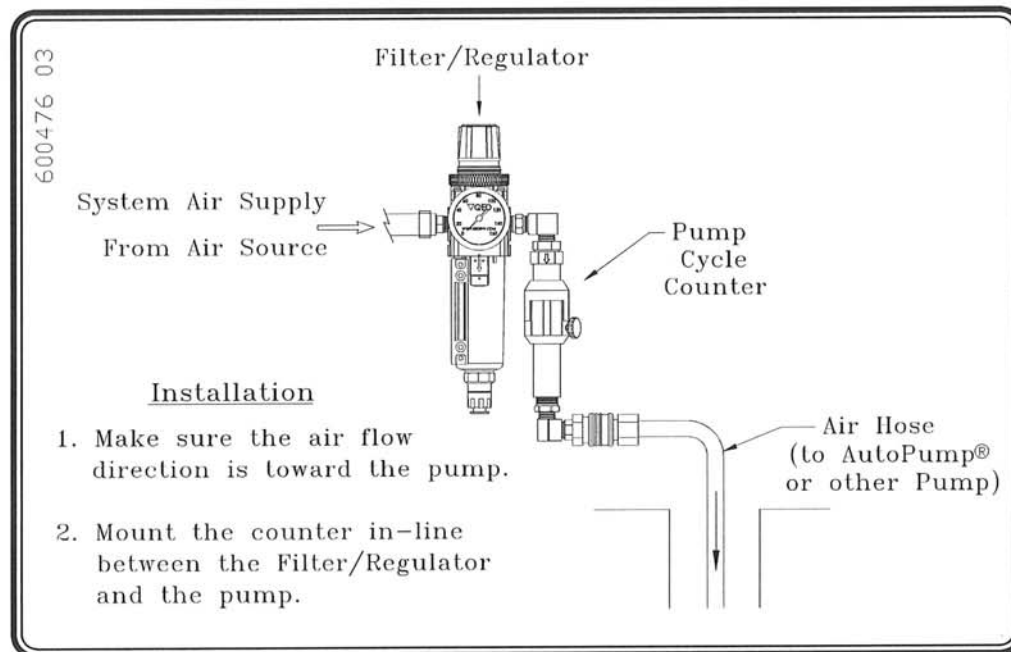 600476 03
Filter/Regulator
System Air Supply
From Air Source
QED
Pump
Cycle
Counter
Installation
1. Make sure the air flow
direction is toward the pump.
2. Mount the counter in-line
between the Filter/Regulator
and the pump.
Air Hose
(to AutoPump®
or other Pump)